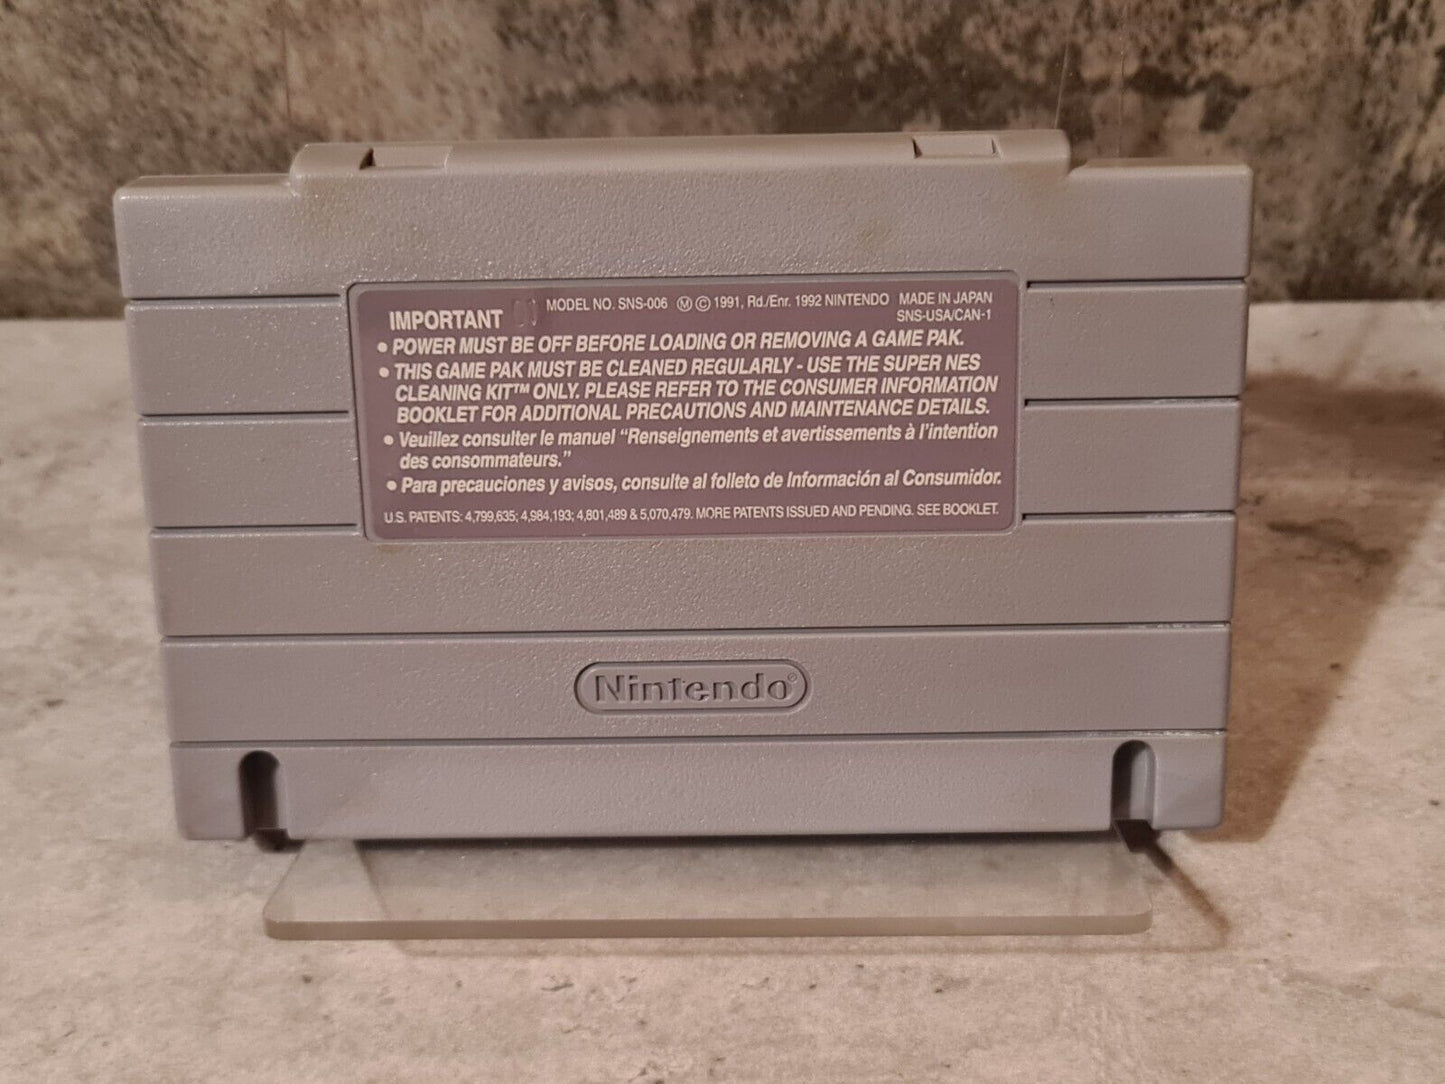 IMPORTANT MODEL NO. SNS-006 Ⓜ © 1991, Rd./Enr. 1992 NINTENDO MADE IN JAPAN
SNS-USA/CAN-1
• POWER MUST BE OFF BEFORE LOADING OR REMOVING A GAME PAK.
• THIS GAME PAK MUST BE CLEANED REGULARLY - USE THE SUPER NES
CLEANING KIT™ ONLY. PLEASE REFER TO THE CONSUMER INFORMATION
BOOKLET FOR ADDITIONAL PRECAUTIONS AND MAINTENANCE DETAILS.
• Veuillez consulter le manuel “Renseignements et avertissements à l’intention
des consommateurs.”
• Para precauciones y avisos, consulte al folleto de Información al Consumidor.
U.S. PATENTS: 4,799,635; 4,984,193; 4,801,489 & 5,070,479. MORE PATENTS ISSUED AND PENDING. SEE BOOKLET.
Nintendo®